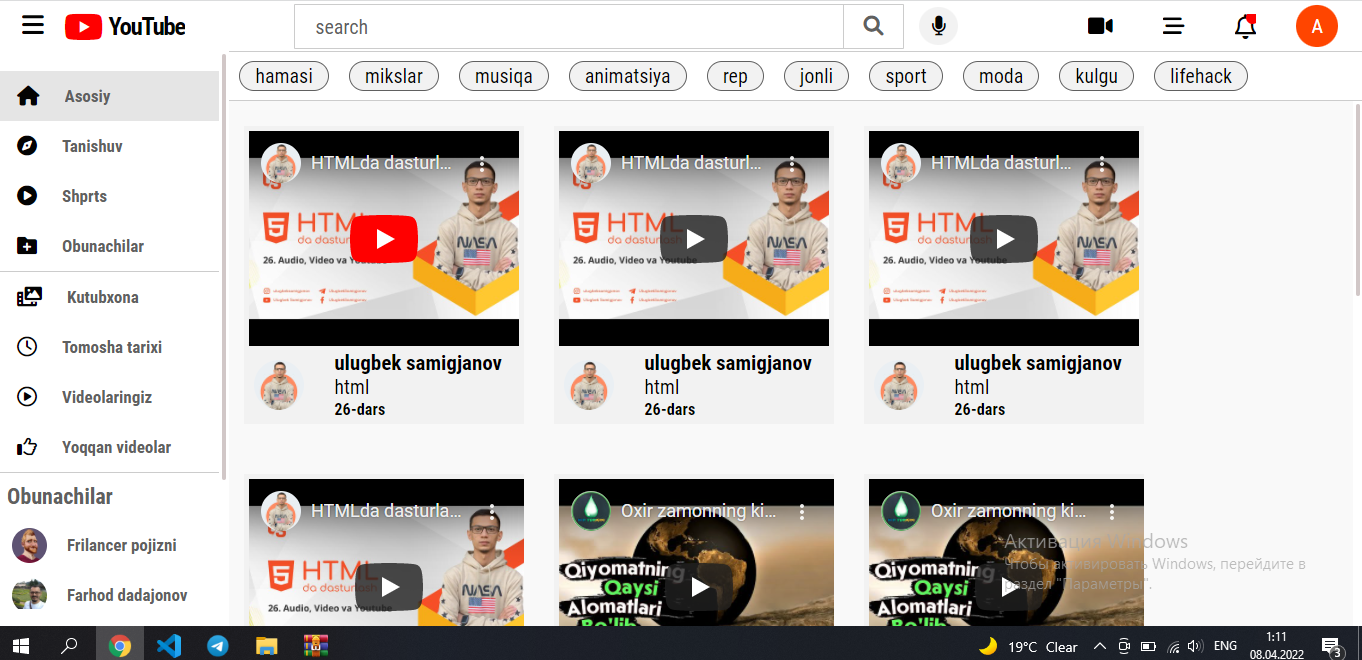 YouTube
search
A
hamasi
mikslar
musiqa
animatsiya
rep
jonli
sport
moda
kulgu
lifehack
Asosiy
Tanishuv
Shprts
Obunachilar
Kutubxona
Tomosha tarixi
Videolaringiz
Yoqqan videolar
Obunachilar
Frilancer pojizni
Farhod dadajonov
HTMLda dasturl...
HTML
da dasturlash
26. Audio, Video va Youtube
NASA
ulugbek samigjanov
html
26-dars
HTMLda dasturl...
HTML
da dasturlash
26. Audio, Video va Youtube
NASA
ulugbek samigjanov
html
26-dars
HTMLda dasturl...
HTML
da dasturlash
26. Audio, Video va Youtube
NASA
ulugbek samigjanov
html
26-dars
HTMLda dasturla...
HTML
26. Audio, Video va Youtube
NASA
Oxir zamonning ki...
Qiyomatning
Qaysi
Alomatlari
Bo'lib
Oxir zamonning ki...
Qiyomatning
Qaysi
Alomatlari
Bo'lib
Активация Windows
Чтобы активировать Windows, перейдите в
раздел "Параметры".
19°C Clear
ENG
1:11
08.04.2022
3